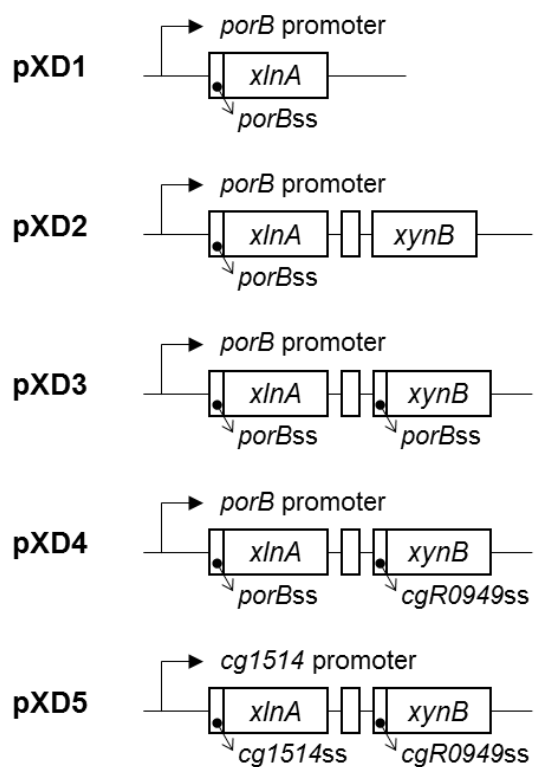 porB promoter
pXD1
xlnA
porBss
porB promoter
pXD2
xlnA xynB
porBss
porB promoter
pXD3
xlnA xynB
porBss porBss
porB promoter
pXD4
xlnA xynB
porBss cgR0949ss
cg1514 promoter
pXD5
xlnA xynB
cg1514ss cgR0949ss